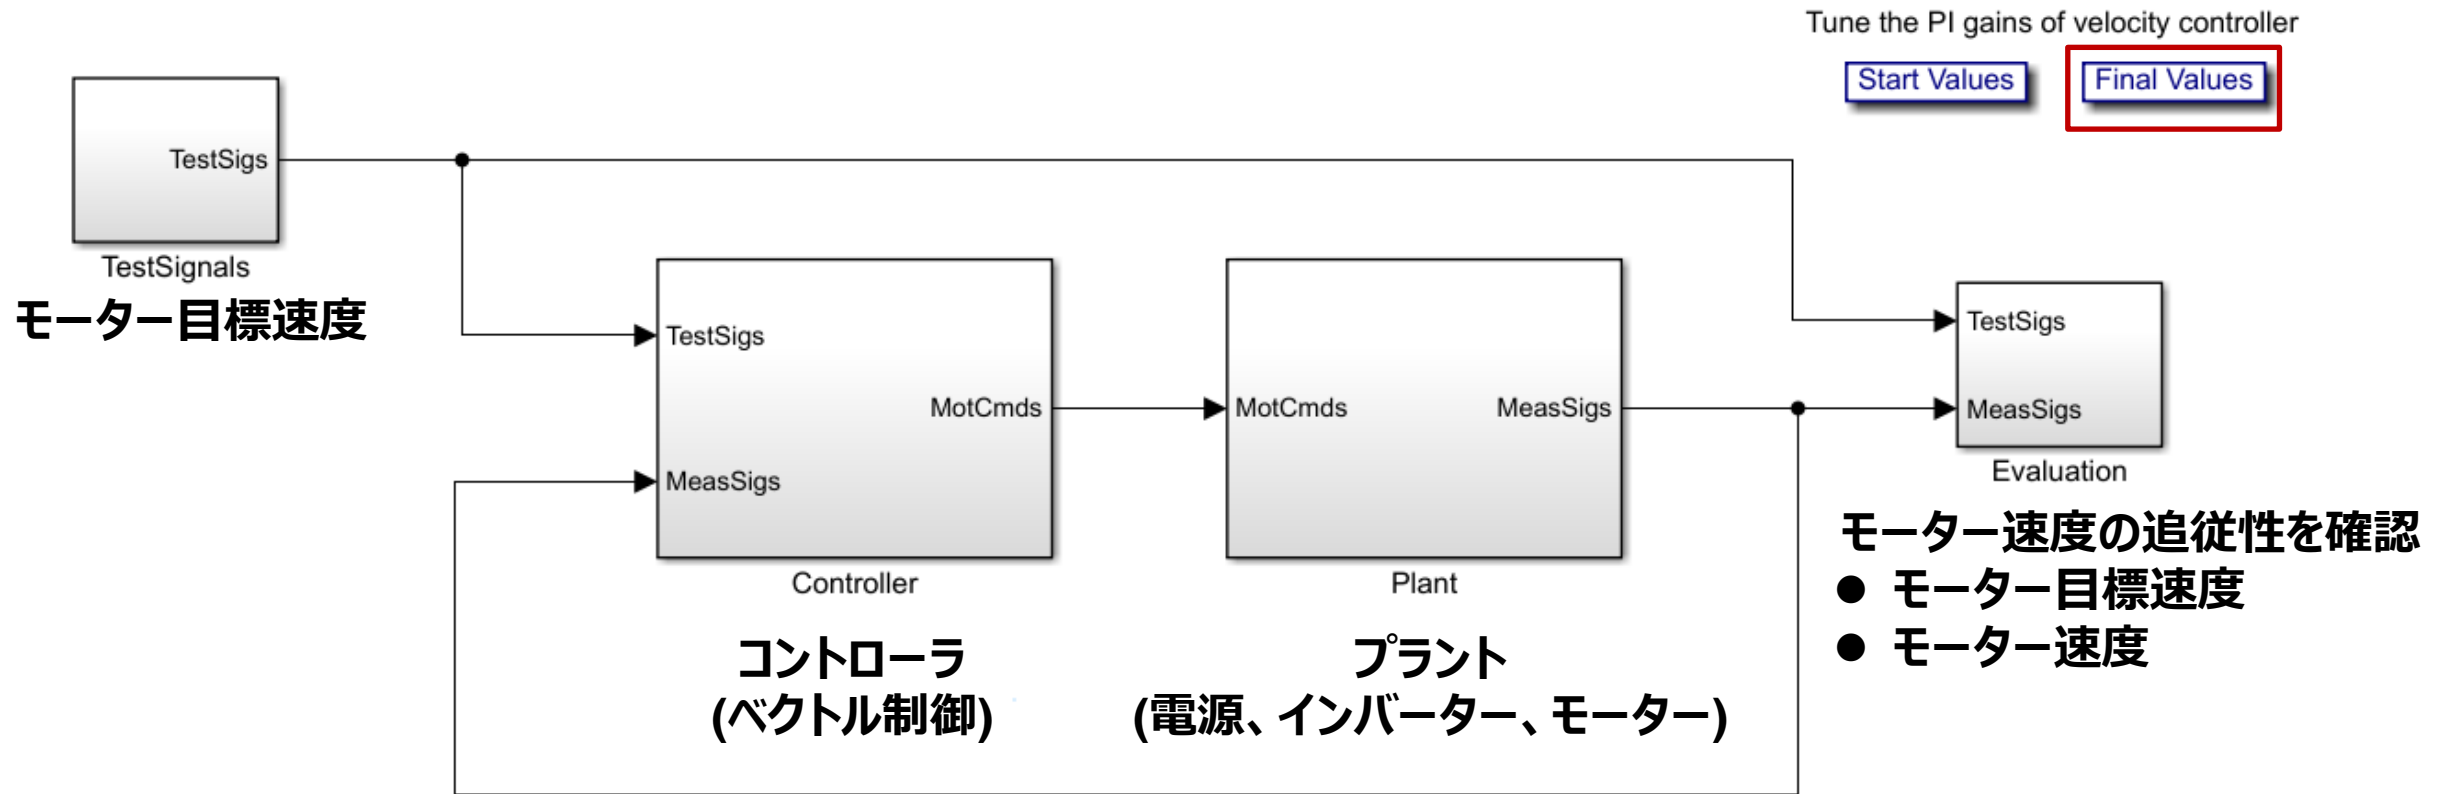 Tune the PI gains of velocity controller
Start Values
Final Values
TestSigs
TestSignals
モーター目標速度
TestSigs
MotCmds
MeasSigs
Controller
コントローラ
(ベクトル制御)
MotCmds
MeasSigs
Plant
プラント
(電源、インバーター、モーター)
TestSigs
MeasSigs
Evaluation
モーター速度の追従性を確認
● モーター目標速度
● モーター速度